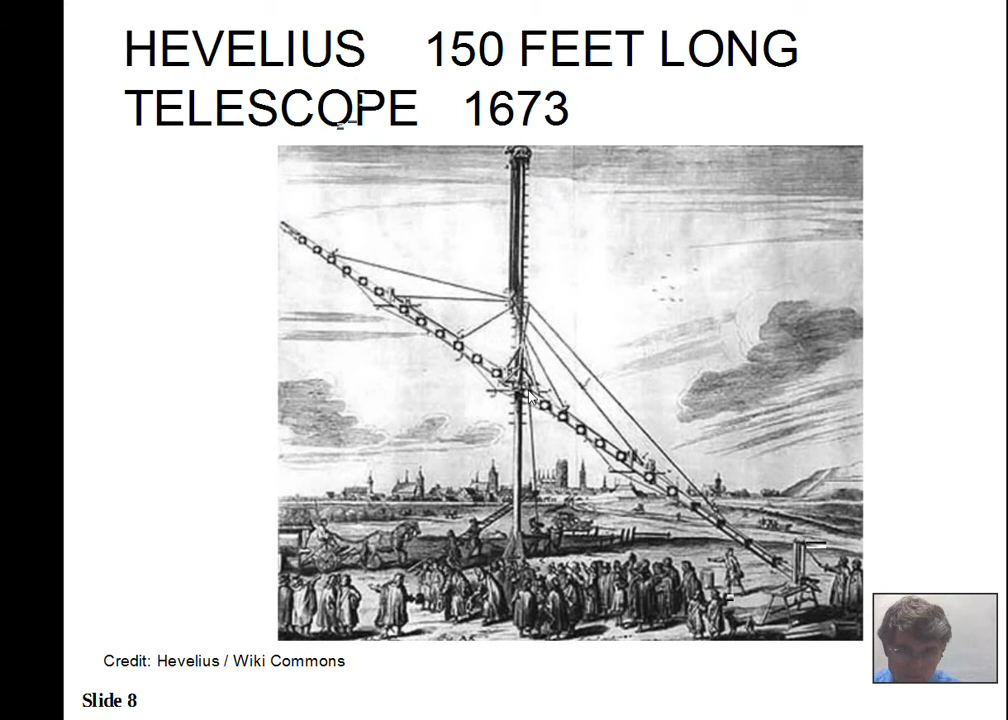 HEVELIUS 150 FEET LONG
TELESCOPE 1673
Credit: Hevelius / Wiki Commons
Slide 8